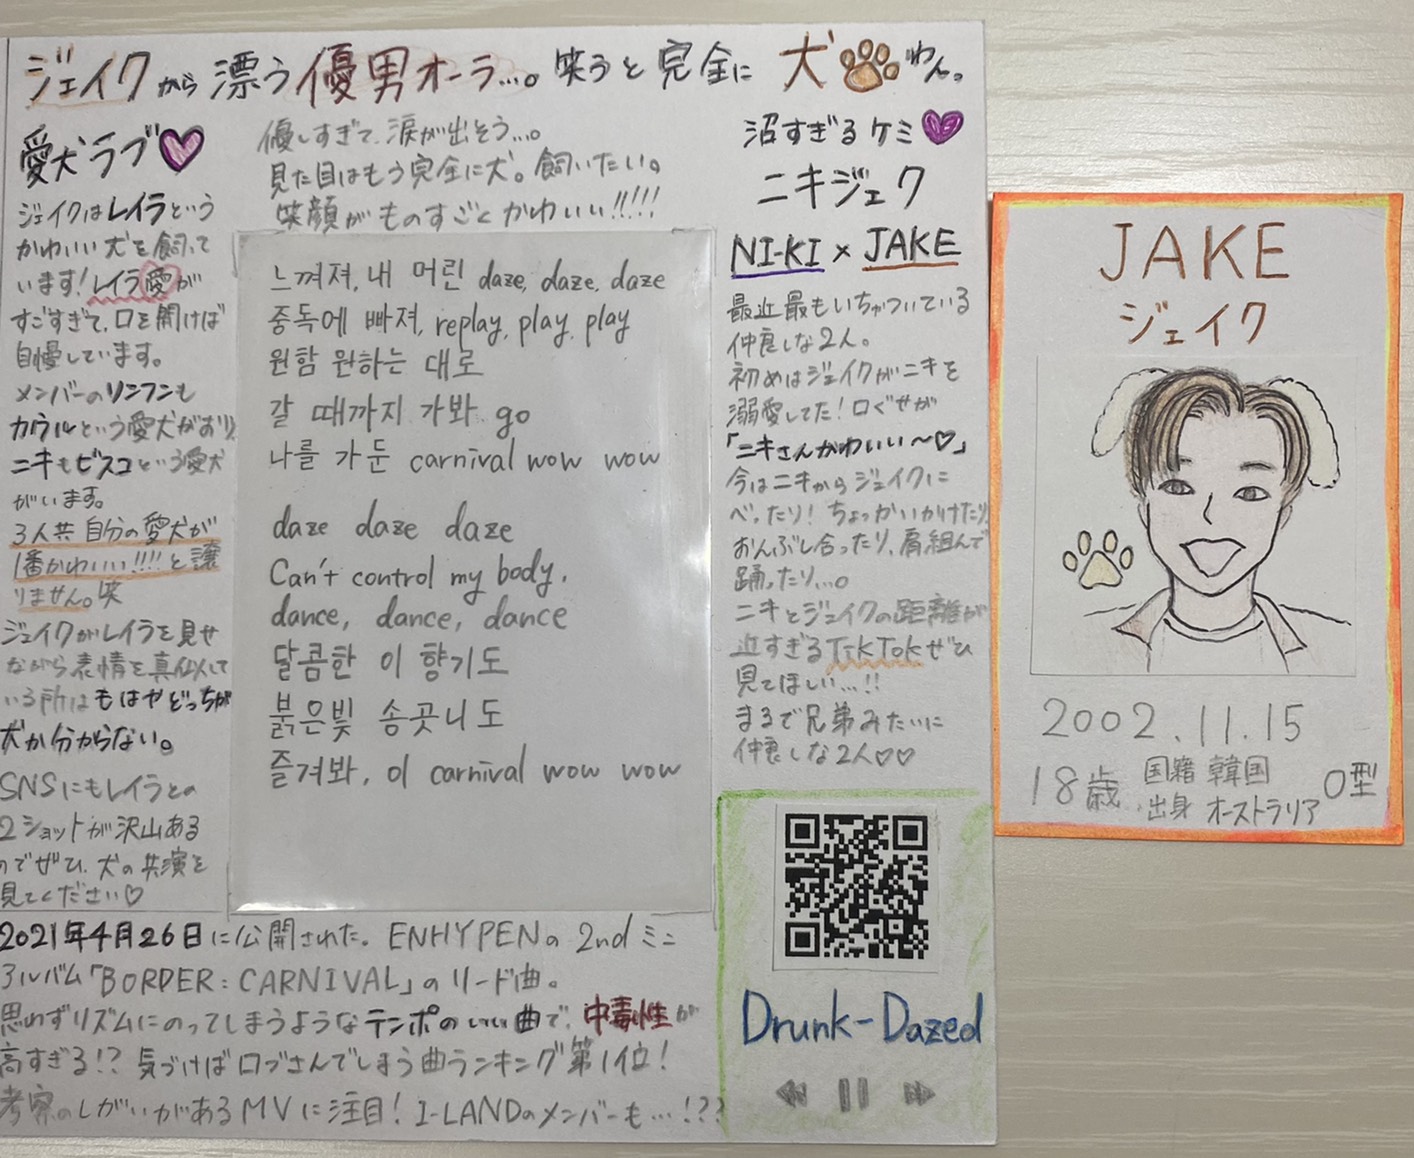 ジェイクから漂う優男オーラ…。笑うと完全に犬わん。
愛犬ラブ
ジェイクはレイラという
かわいい犬を飼って
います!レイラ愛が
すごすぎて、口を開けば
自慢しています。
メンバーのソンフンも
カウルという愛犬がおり、
ニキもビスコという愛犬
がいます。
3人共自分の愛犬が
1番かわいい!!!!と譲
りません。笑
ジェイクがレイラを見せ
ながら表情を真似して
いる所はもはやどっちが
犬か分からない。
SNSにもレイラとの
2ショットが沢山ある
のでぜひ、犬の共演を
見てください♡
優しすぎて、涙が出そう…。
見た目はもう完全に犬。飼いたい。
笑顔がものすごくかわいい!!!!!
느껴져, 내 머린 daze, daze, daze
중독에 빠져, replay, play, play
원함 원하는 대로
갈 때까지 가봐 go
나를 가둔 carnival wow wow
daze daze daze
Can't control my body,
dance, dance, dance
달콤한 이 향기도
붉은빛 송곳니도
즐겨봐, 이 carnival wow wow
沼すぎるケミ
ニキジェク
NI-KI × JAKE
最近最もいちゃついている
仲良しな2人。
初めはジェイクがニキを
溺愛してた!口ぐせが
「ニキさんかわいい〜♡」
今はニキからジェイクに
べったり!ちょっかいかけたり、
おんぶし合ったり、肩組んで
踊ったり…。
ニキとジェイクの距離が
近すぎるTikTokぜひ
見てほしい…!!
まるで兄弟みたいに
仲良しな2人♡♡
Drunk-Dazed
2021年4月26日に公開された。ENHYPENの2ndミニ
アルバム「BORDER : CARNIVAL」のリード曲。
思わずリズムにのってしまうようなテンポのいい曲で、中毒性が
高すぎる!? 気づけば口ずさんでしまう曲ランキング第1位!
考察のしがいがあるMVに注目! I-LANDのメンバーも…!??
JAKE
ジェイク
2002.11.15
18歳 国籍 韓国 O型
出身 オーストラリア